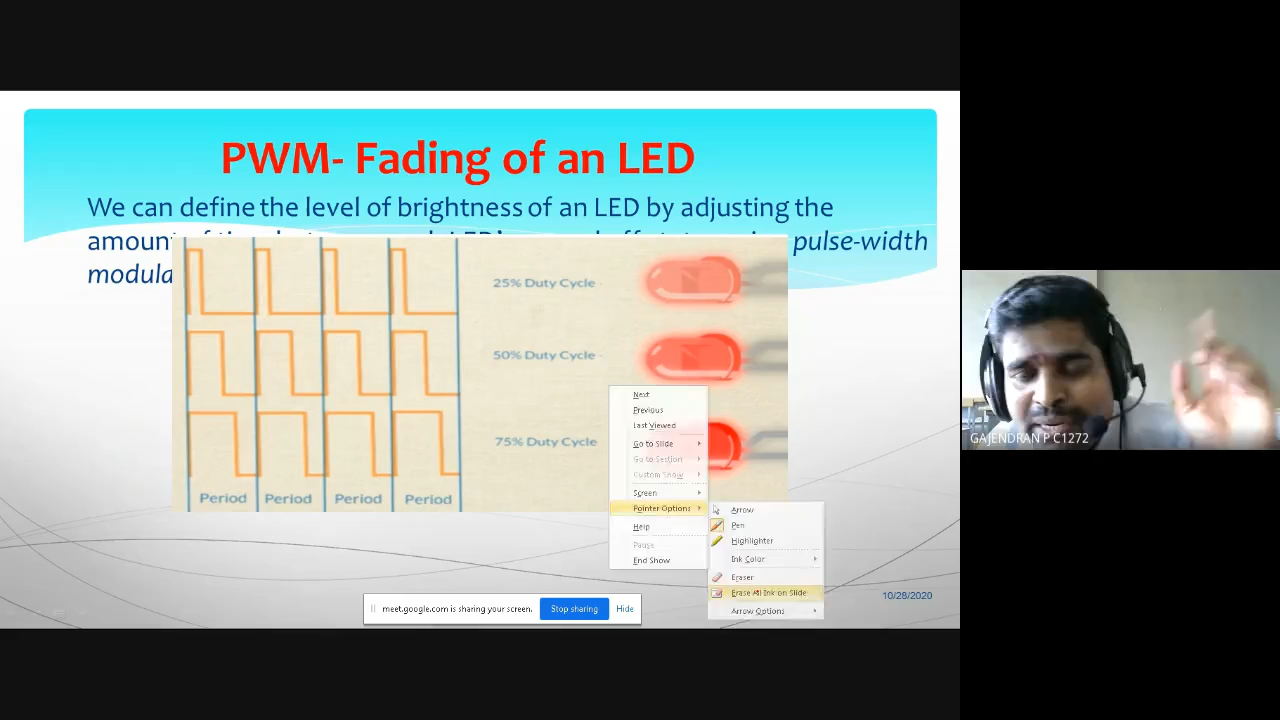 PWM- Fading of an LED
We can define the level of brightness of an LED by adjusting the
pulse-width
25% Duty Cycle
50% Duty Cycle
75% Duty Cycle
Period Period Period Period
Next
Previous
Last Viewed
Go to Slide
Go to Section
Custom Show
Screen
Pointer Options
Help
Pause
End Show
Arrow
Pen
Highlighter
Ink Color
Eraser
Erase All Ink on Slide
Arrow Options
meet.google.com is sharing your screen. Stop sharing Hide
10/28/2020
GAJENDRAN P C1272